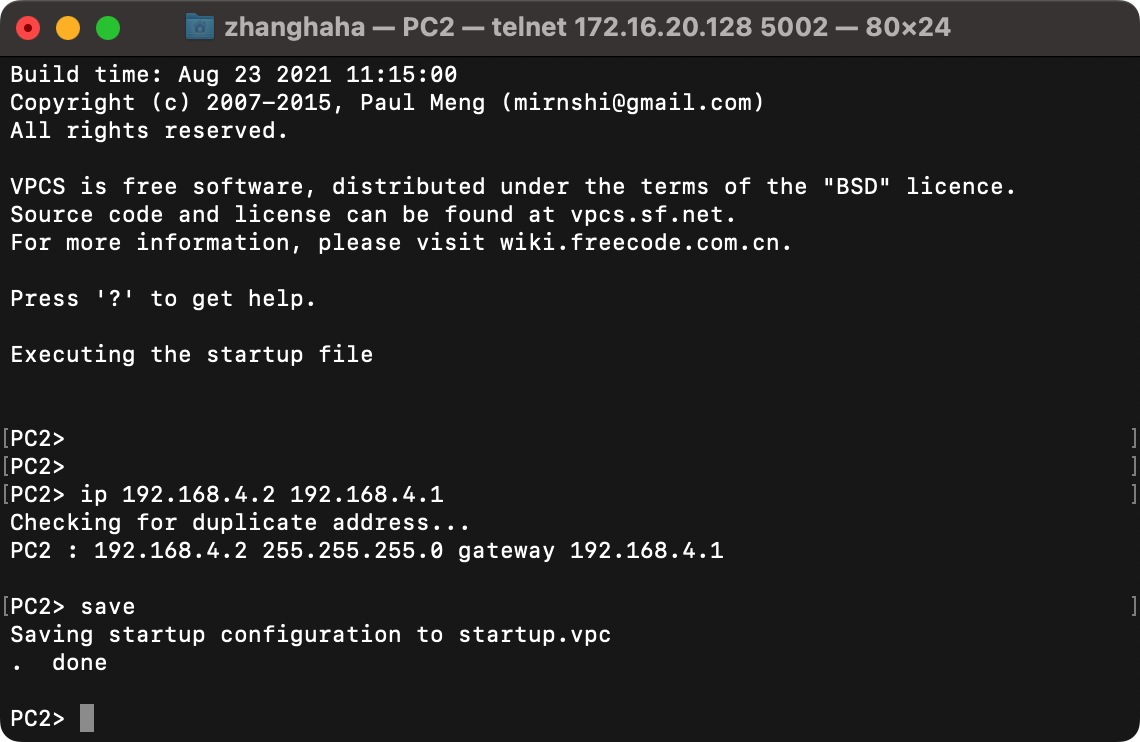 zhanghaha — PC2 — telnet 172.16.20.128 5002 — 80×24
Build time: Aug 23 2021 11:15:00
Copyright (c) 2007-2015, Paul Meng (mirnshi@gmail.com)
All rights reserved.
VPCS is free software, distributed under the terms of the "BSD" licence.
Source code and license can be found at vpcs.sf.net.
For more information, please visit wiki.freecode.com.cn.
Press '?' to get help.
Executing the startup file
[PC2> ]
[PC2> ]
[PC2> ip 192.168.4.2 192.168.4.1 ]
Checking for duplicate address...
PC2 : 192.168.4.2 255.255.255.0 gateway 192.168.4.1
[PC2> save ]
Saving startup configuration to startup.vpc
.  done
PC2>